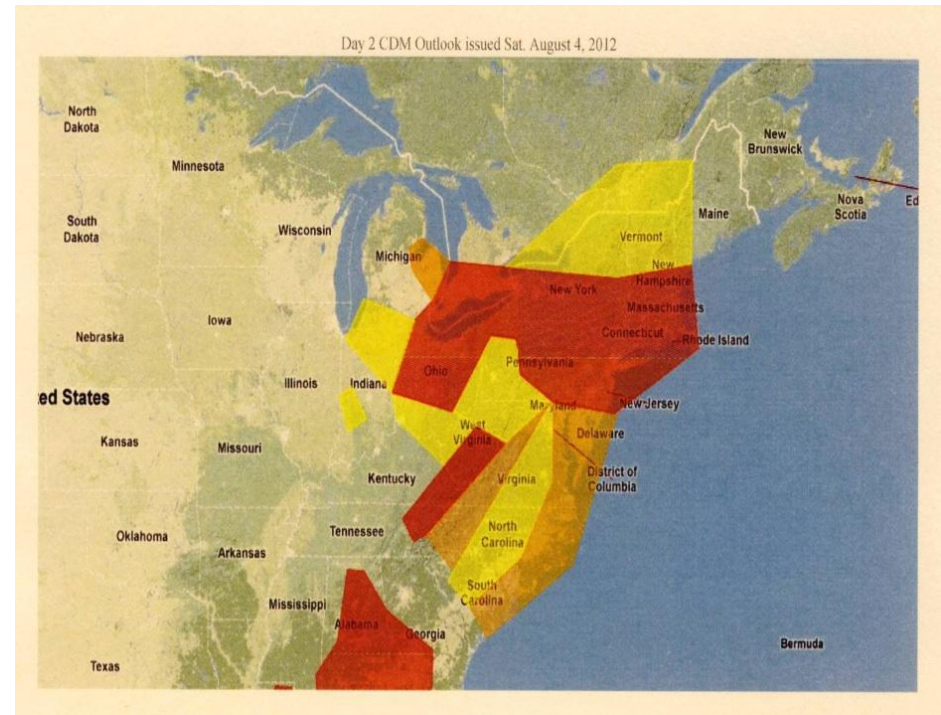 Day 2 CDM Outlook issued Sat. August 4, 2012
North
Dakota
New
Brunswick
Minnesota
Nova
Scotia
Ed
Maine
South
Dakota
Wisconsin
Vermont
Michigan
New
Hampshire
New York
Massachusetts
Iowa
Connecticut
Rhode Island
Nebraska
Pennsylvania
Ohio
Illinois
Indiana
ted States
Maryland
New Jersey
West
Virginia
Delaware
Kansas
Missouri
District of
Columbia
Kentucky
Virginia
North
Carolina
Oklahoma
Tennessee
Arkansas
South
Carolina
Mississippi
Alabama
Georgia
Bermuda
Texas